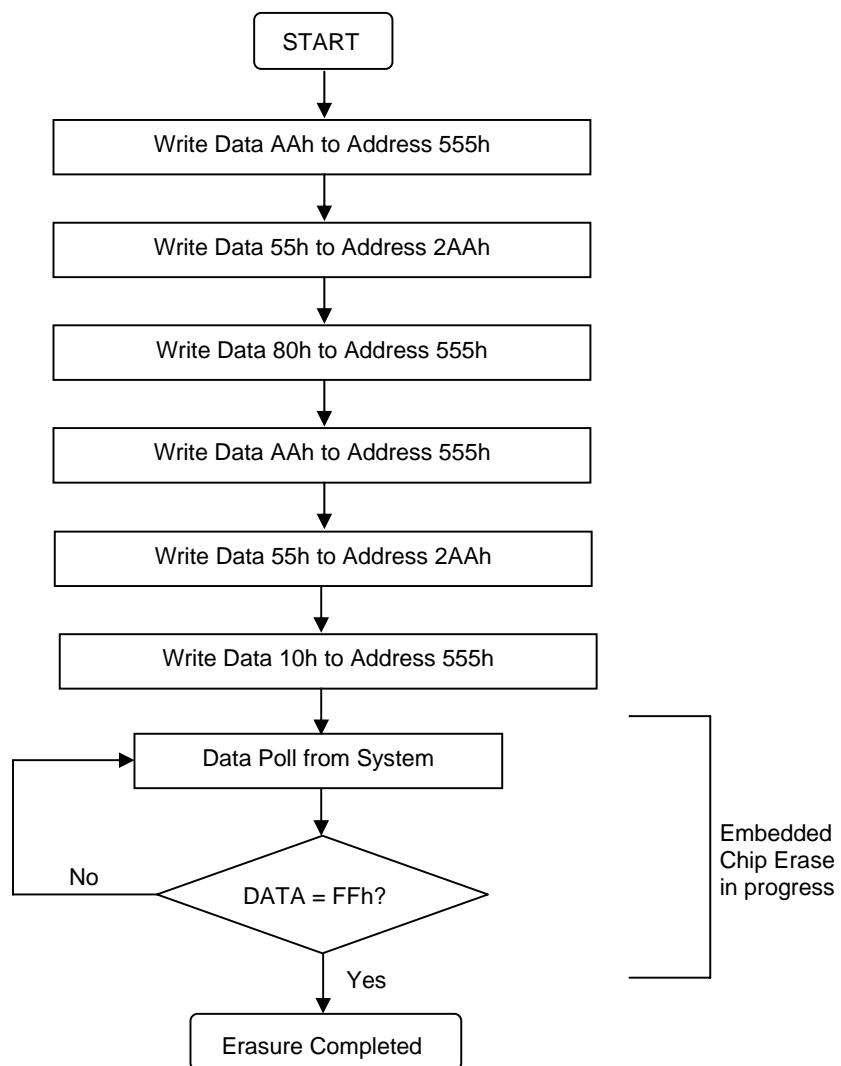 START
Write Data AAh to Address 555h
Write Data 55h to Address 2AAh
Write Data 80h to Address 555h
Write Data AAh to Address 555h
Write Data 55h to Address 2AAh
Write Data 10h to Address 555h
Data Poll from System
Embedded
Chip Erase
in progress
No
DATA = FFh?
Yes
Erasure Completed